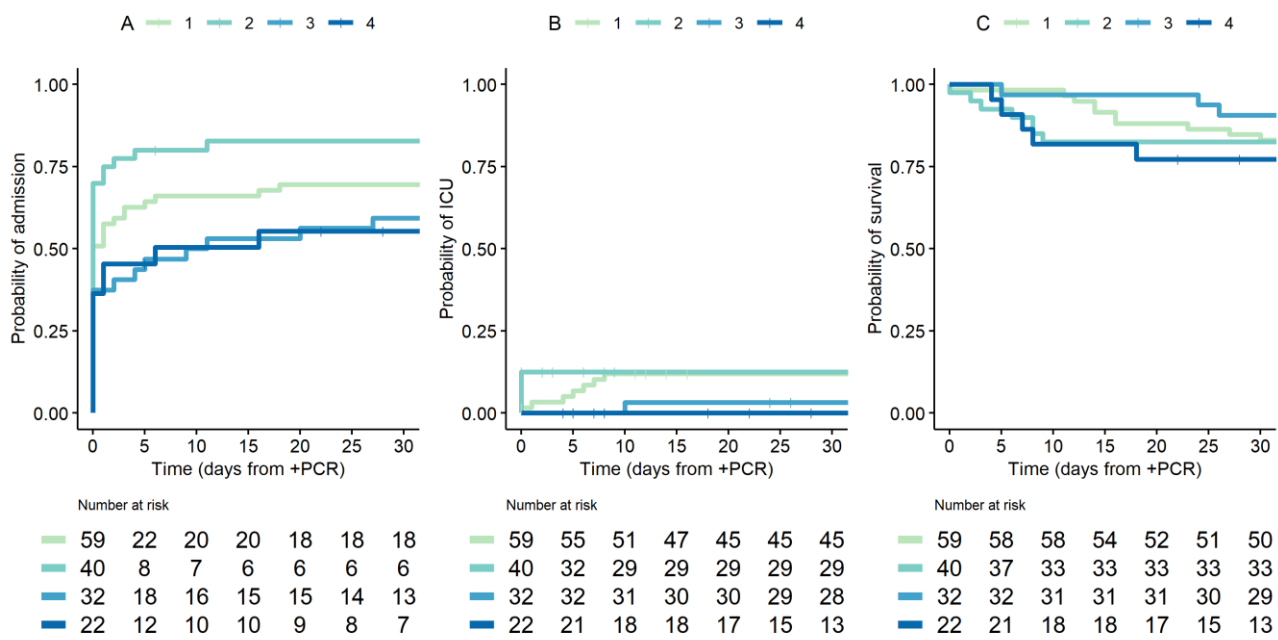 A 1 2 3 4
B 1 2 3 4
C 1 2 3 4
Probability of admission
1.00
0.75
0.50
0.25
0.00
0 5 10 15 20 25 30
Time (days from +PCR)
Probability of ICU
1.00
0.75
0.50
0.25
0.00
0 5 10 15 20 25 30
Time (days from +PCR)
Probability of survival
1.00
0.75
0.50
0.25
0.00
0 5 10 15 20 25 30
Time (days from +PCR)
Number at risk
59 22 20 20 18 18 18
40 8 7 6 6 6 6
32 18 16 15 15 14 13
22 12 10 10 9 8 7
Number at risk
59 55 51 47 45 45 45
40 32 29 29 29 29 29
32 32 31 30 30 29 28
22 21 18 18 17 15 13
Number at risk
59 58 58 54 52 51 50
40 37 33 33 33 33 33
32 32 31 31 31 30 29
22 21 18 18 17 15 13